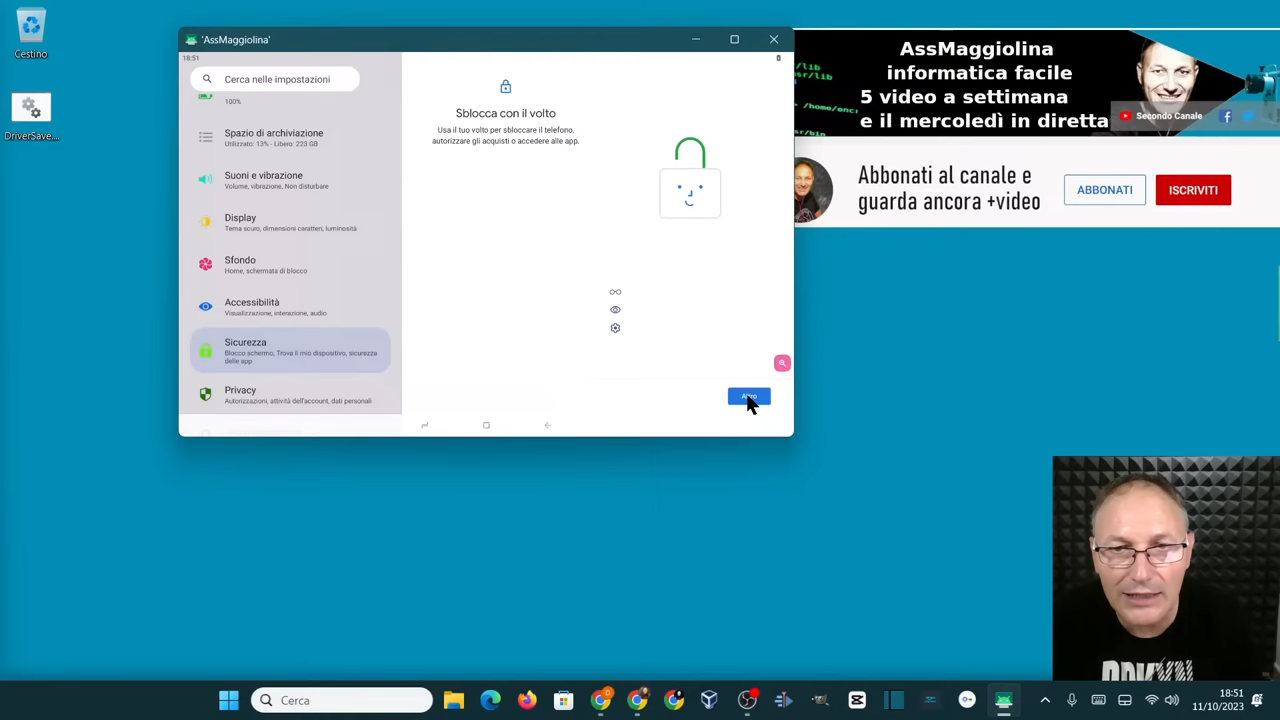 Cestino
DriverSave...
'AssMaggiolina'
18:51
Cerca nelle impostazioni
100%
Spazio di archiviazione
Utilizzato: 13% - Libero: 223 GB
Suoni e vibrazione
Volume, vibrazione, Non disturbare
Display
Tema scuro, dimensioni caratteri, luminosità
Sfondo
Home, schermata di blocco
Accessibilità
Visualizzazione, interazione, audio
Sicurezza
Blocco schermo, Trova il mio dispositivo, sicurezza
delle app
Privacy
Autorizzazioni, attività dell'account, dati personali
Sblocca con il volto
Usa il tuo volto per sbloccare il telefono,
autorizzare gli acquisti o accedere alle app.
Altro
AssMaggiolina
informatica facile
5 video a settimana
e il mercoledì in diretta
Secondo Canale
Abbonati al canale e
guarda ancora +video
ABBONATI
ISCRIVITI
Cerca
18:51
11/10/2023